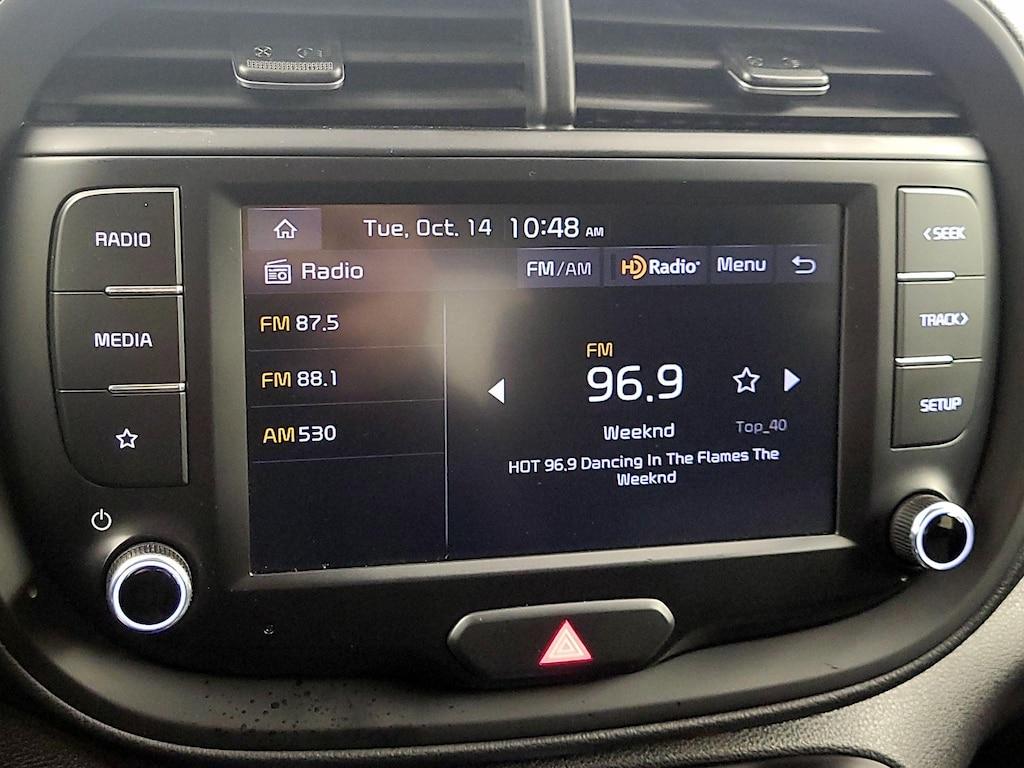 Tue, Oct. 14 10:48 AM
RADIO
MEDIA
Radio
FM/AM
HD Radio
Menu
FM 87.5
FM 88.1
AM 530
FM
96.9
Weeknd
Top_40
HOT 96.9 Dancing In The Flames The
Weeknd
<SEEK
TRACK>
SETUP